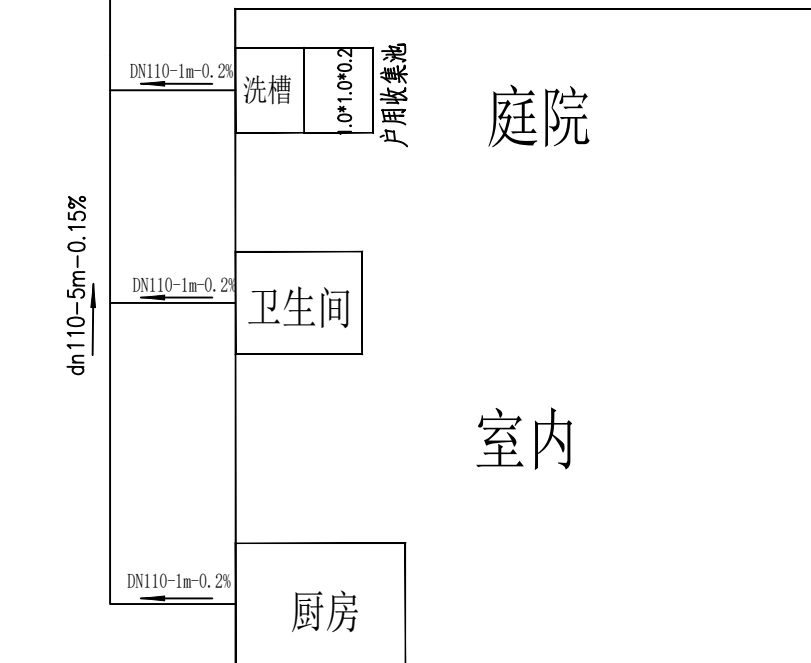 DN110-1m-0.2%
洗槽
1.0*1.0*0.2
户用收集池
庭院
dn110-5m-0.15%
DN110-1m-0.2%
卫生间
室内
DN110-1m-0.2%
厨房